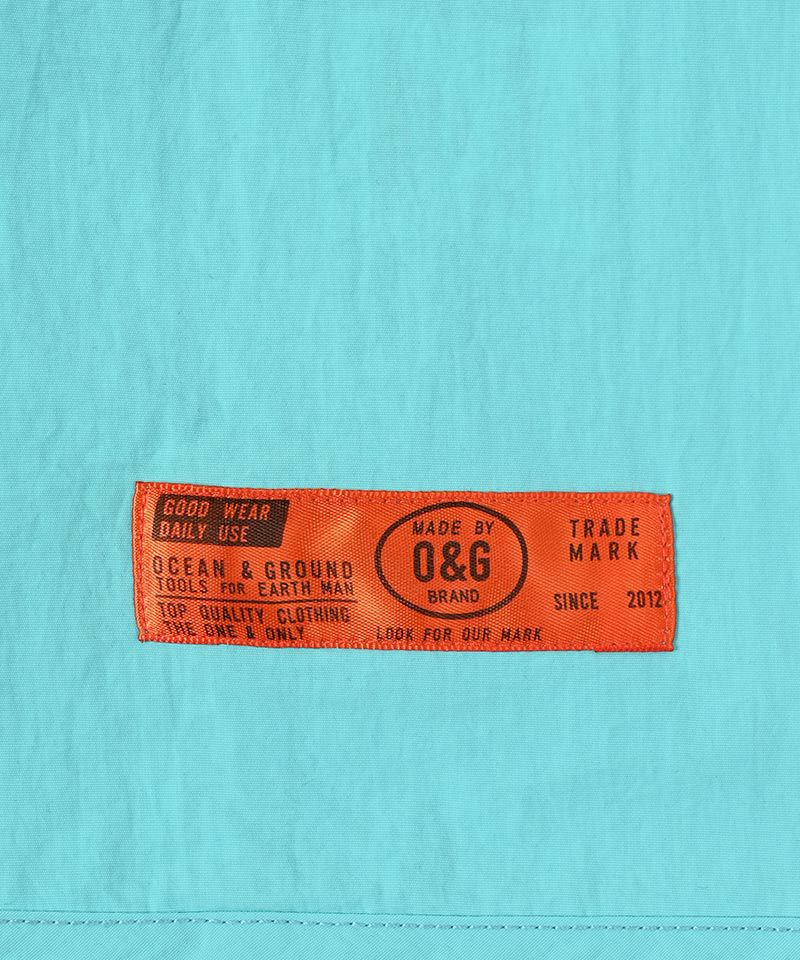 GOOD WEAR
DAILY USE
OCEAN & GROUND
TOOLS FOR EARTH MAN
TOP QUALITY CLOTHING
THE ONE & ONLY
MADE BY
O&G
BRAND
LOOK FOR OUR MARK
TRADE
MARK
SINCE 2012